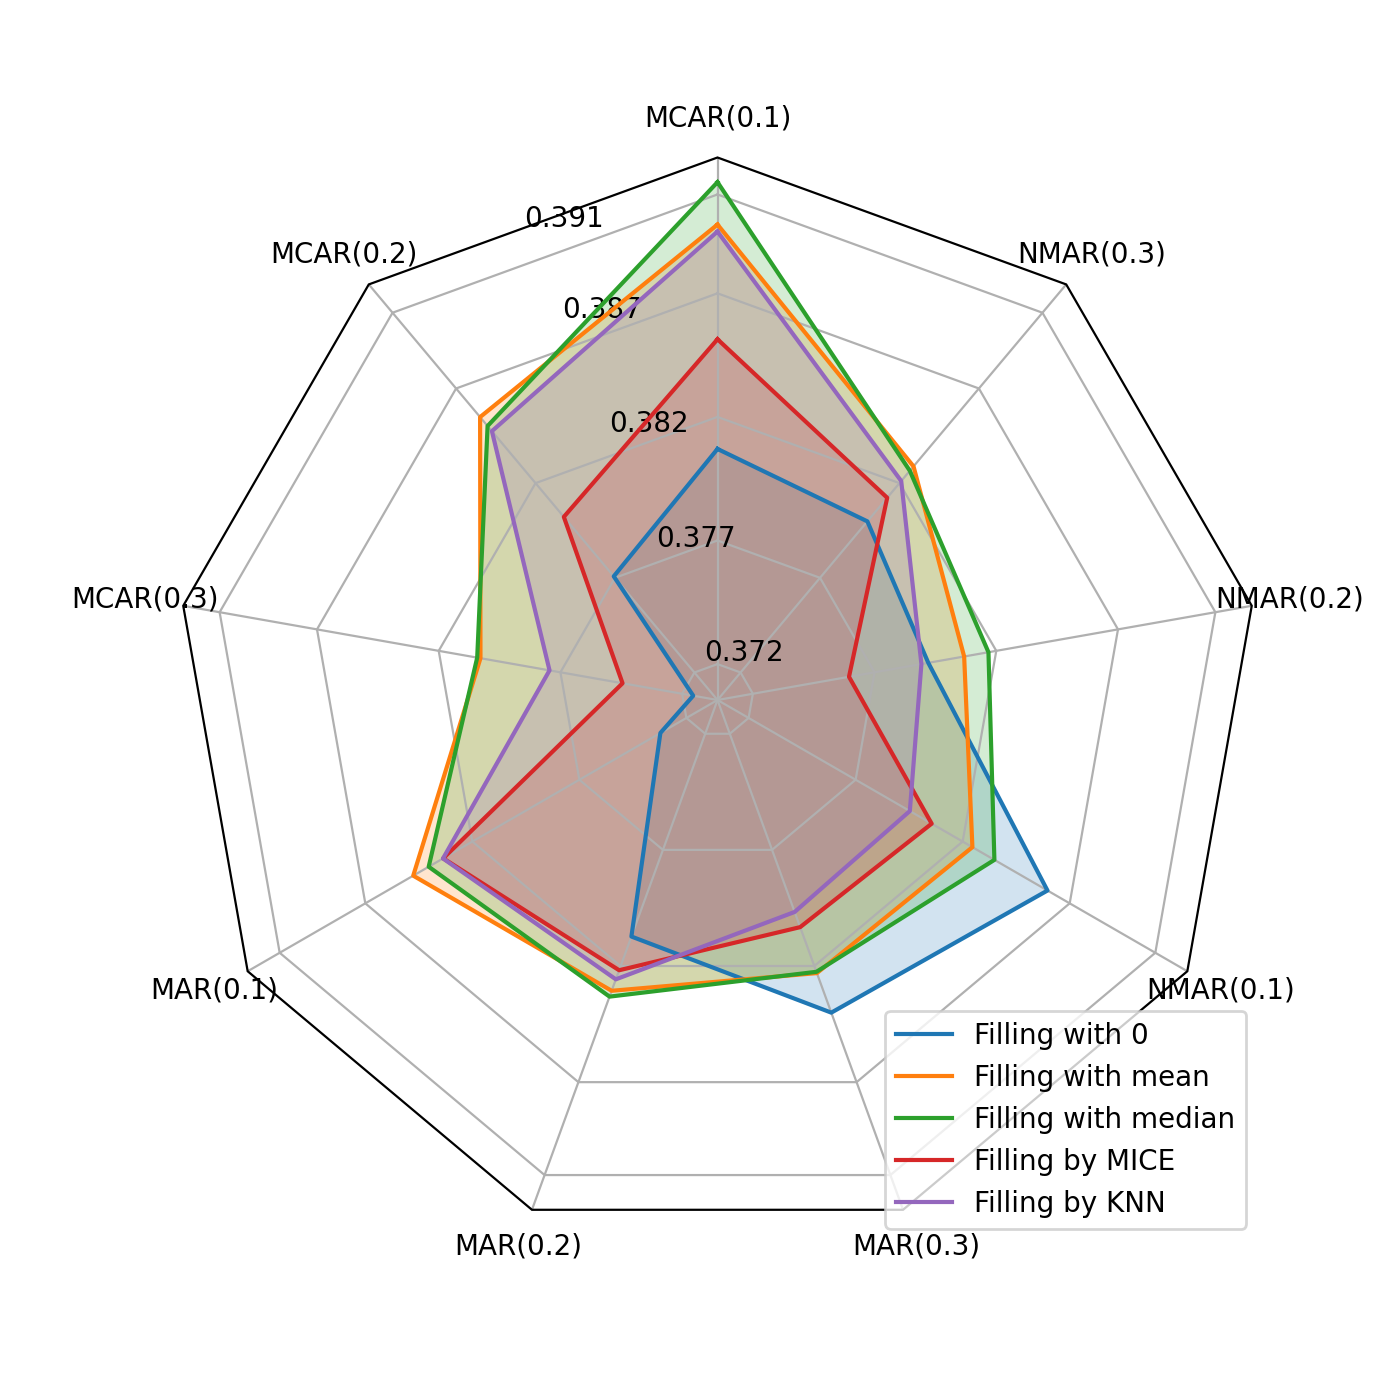 MCAR(0.1)
0.391
MCAR(0.2)
NMAR(0.3)
0.387
0.382
0.377
MCAR(0.3)
NMAR(0.2)
0.372
MAR(0.1)
NMAR(0.1)
Filling with 0
Filling with mean
Filling with median
Filling by MICE
Filling by KNN
MAR(0.2)
MAR(0.3)